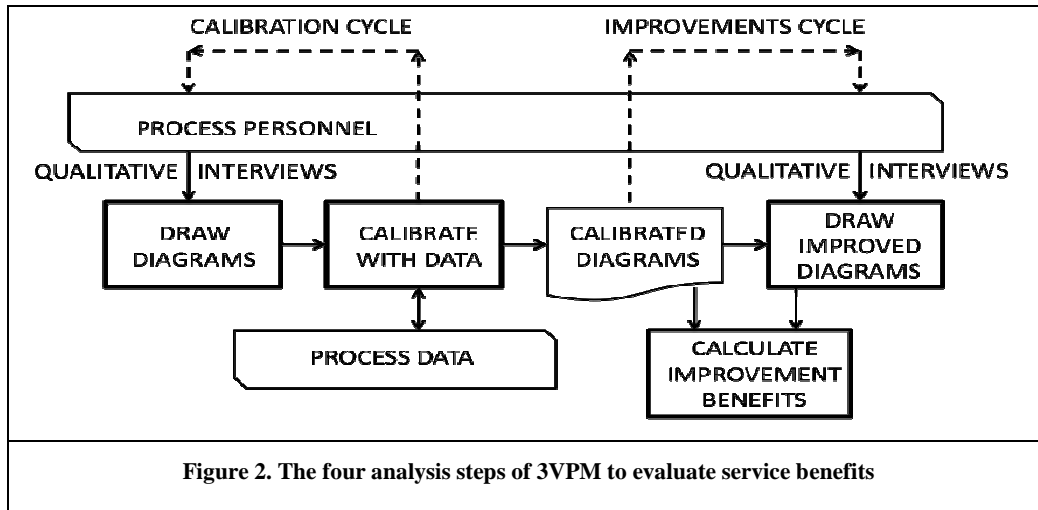 CALIBRATION CYCLE
IMPROVEMENTS CYCLE
PROCESS PERSONNEL
QUALITATIVE INTERVIEWS
QUALITATIVE INTERVIEWS
DRAW
DIAGRAMS
CALIBRATE
WITH DATA
CALIBRATED
DIAGRAMS
DRAW
IMPROVED
DIAGRAMS
PROCESS DATA
CALCULATE
IMPROVEMENT
BENEFITS
Figure 2. The four analysis steps of 3VPM to evaluate service benefits